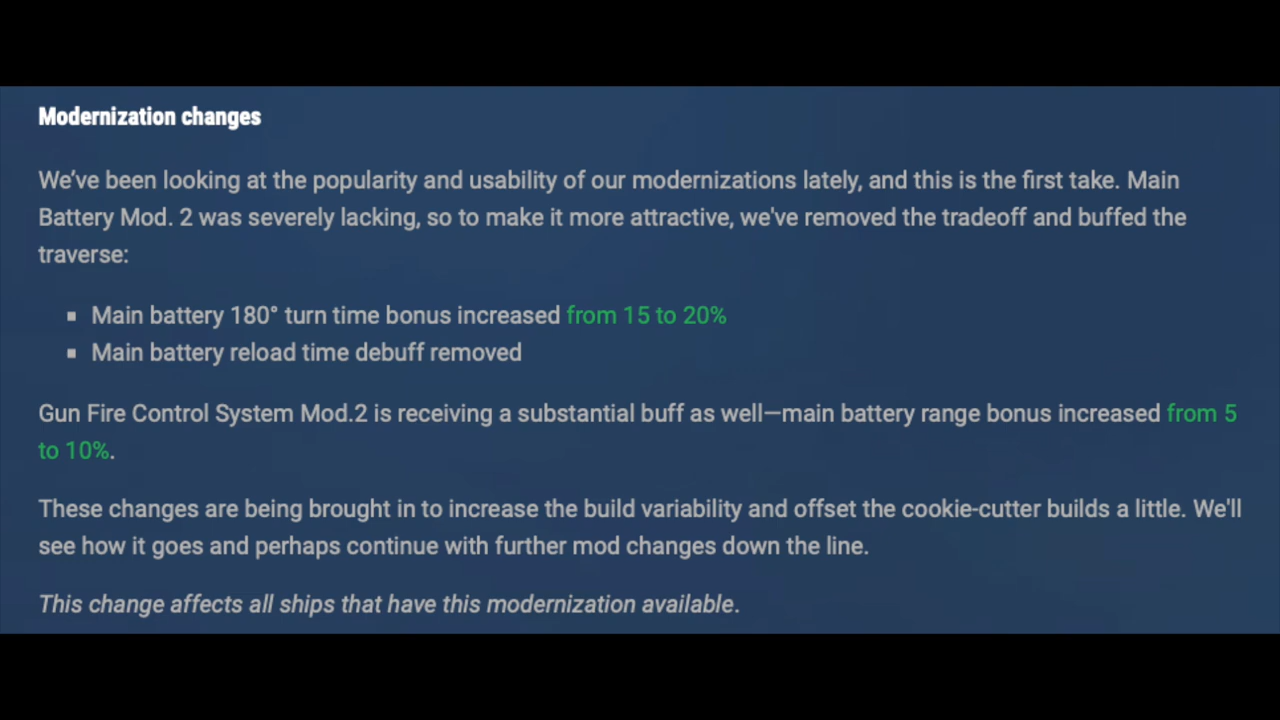 Modernization changes
We’ve been looking at the popularity and usability of our modernizations lately, and this is the first take. Main
Battery Mod. 2 was severely lacking, so to make it more attractive, we've removed the tradeoff and buffed the
traverse:
▪ Main battery 180° turn time bonus increased from 15 to 20%
▪ Main battery reload time debuff removed
Gun Fire Control System Mod.2 is receiving a substantial buff as well—main battery range bonus increased from 5
to 10%.
These changes are being brought in to increase the build variability and offset the cookie-cutter builds a little. We'll
see how it goes and perhaps continue with further mod changes down the line.
This change affects all ships that have this modernization available.